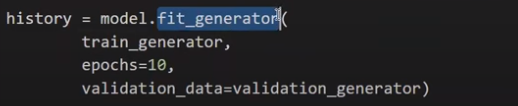 history = model.fit_generator(
train_generator,
epochs=10,
validation_data=validation_generator)